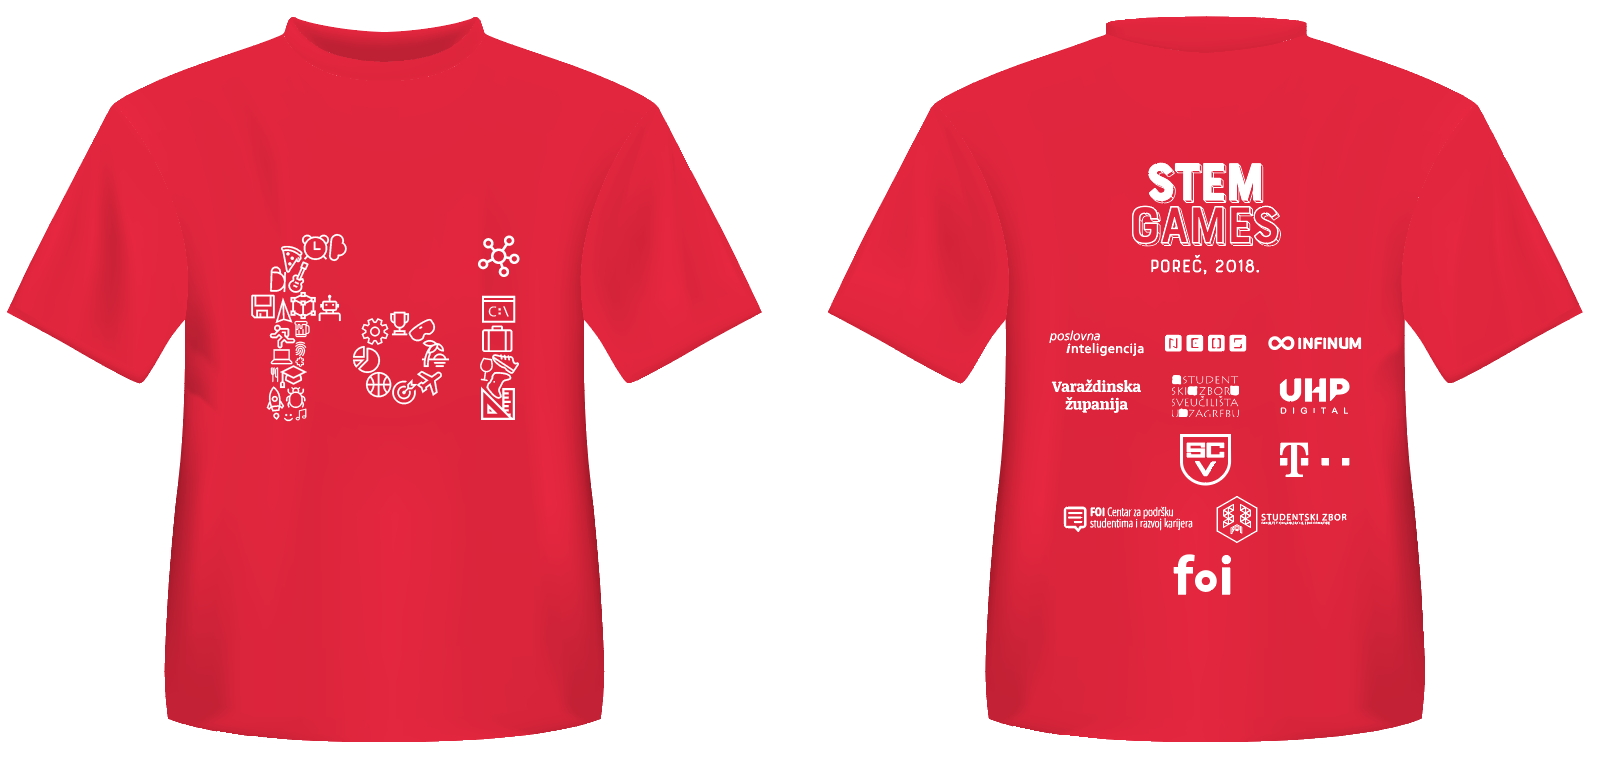 foi
C:\
M
STEM
GAMES
POREČ, 2018.
poslovna
inteligencija
NEOS
INFINUM
Varaždinska
županija
STUDENT
SKI ZBOR
SVEUČILIŠTA
U ZAGREBU
UHP
DIGITAL
SC
V
T
FOI Centar za podršku
studentima i razvoj karijera
STUDENTSKI ZBOR
foi